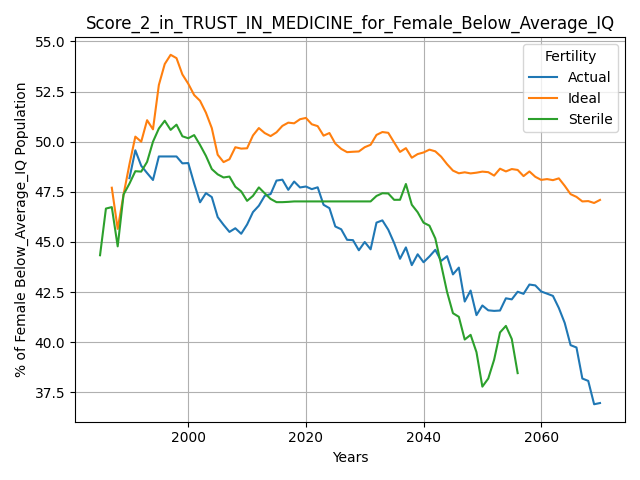 Score_2_in_TRUST_IN_MEDICINE_for_Female_Below_Average_IQ
% of Female Below_Average_IQ Population
55.0
52.5
50.0
47.5
45.0
42.5
40.0
37.5
Fertility
Actual
Ideal
Sterile
2000
2020
2040
2060
Years